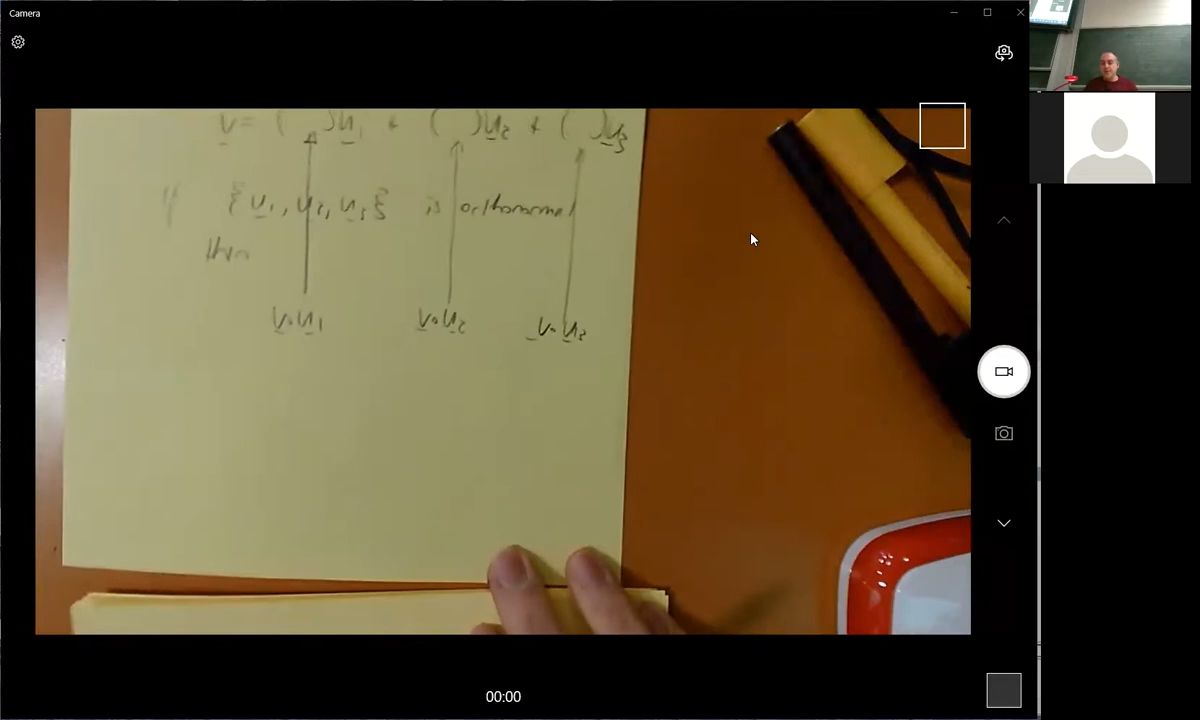 Camera
v = ( )u₁ + ( )u₂ + ( )u₃
if {u₁, u₂, u₃} is orthonormal
then
v·u₁ v·u₂ v·u₃
00:00